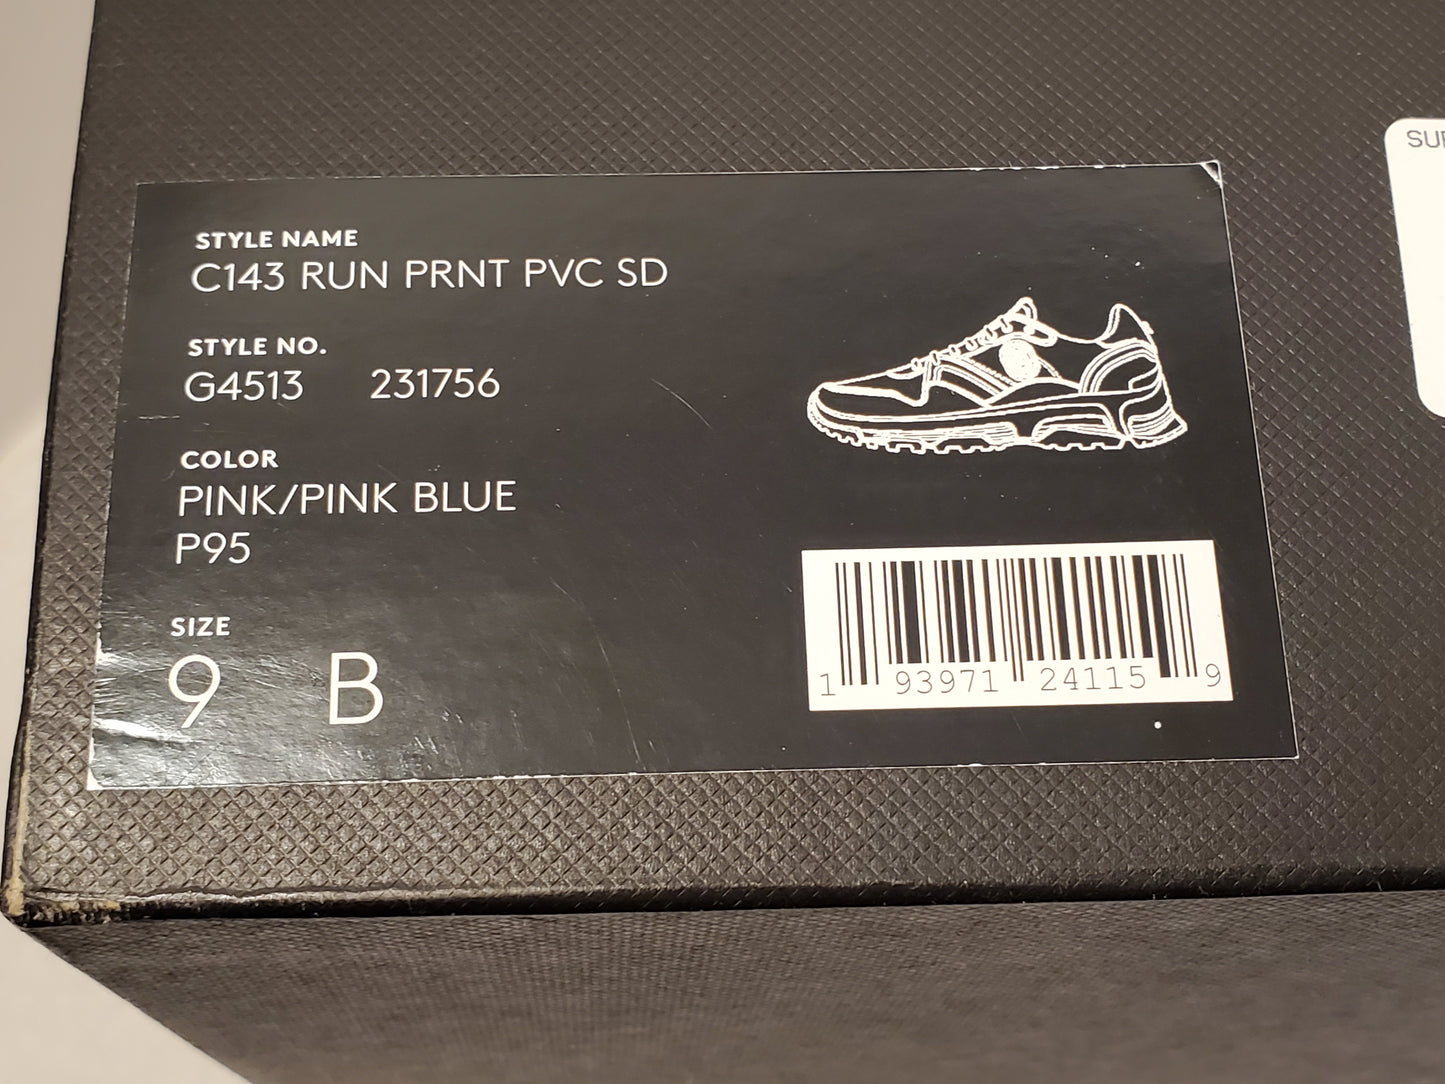 STYLE NAME
C143 RUN PRNT PVC SD
STYLE NO.
G4513 231756
COLOR
PINK/PINK BLUE
P95
SIZE
9 B
1 93971 24115 9